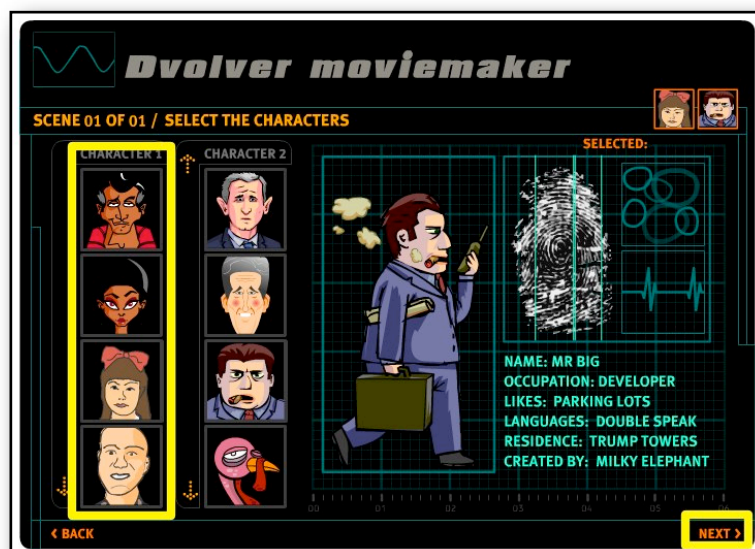 Dvolver moviemaker
SCENE 01 OF 01 / SELECT THE CHARACTERS
SELECTED:
CHARACTER 1
CHARACTER 2
NAME: MR BIG
OCCUPATION: DEVELOPER
LIKES: PARKING LOTS
LANGUAGES: DOUBLE SPEAK
RESIDENCE: TRUMP TOWERS
CREATED BY: MILKY ELEPHANT
00 01 02 03 04 05 06
< BACK
NEXT >